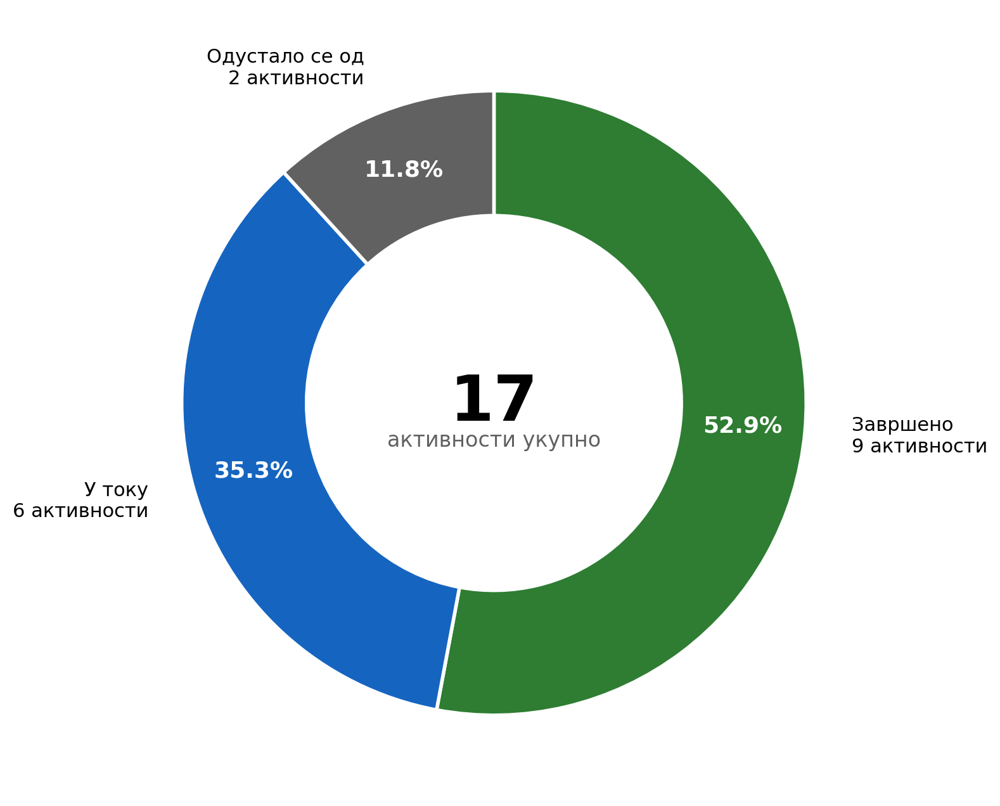 Одустало се од
2 активности
11.8%
17
активности укупно
52.9%
Завршено
9 активности
35.3%
У току
6 активности